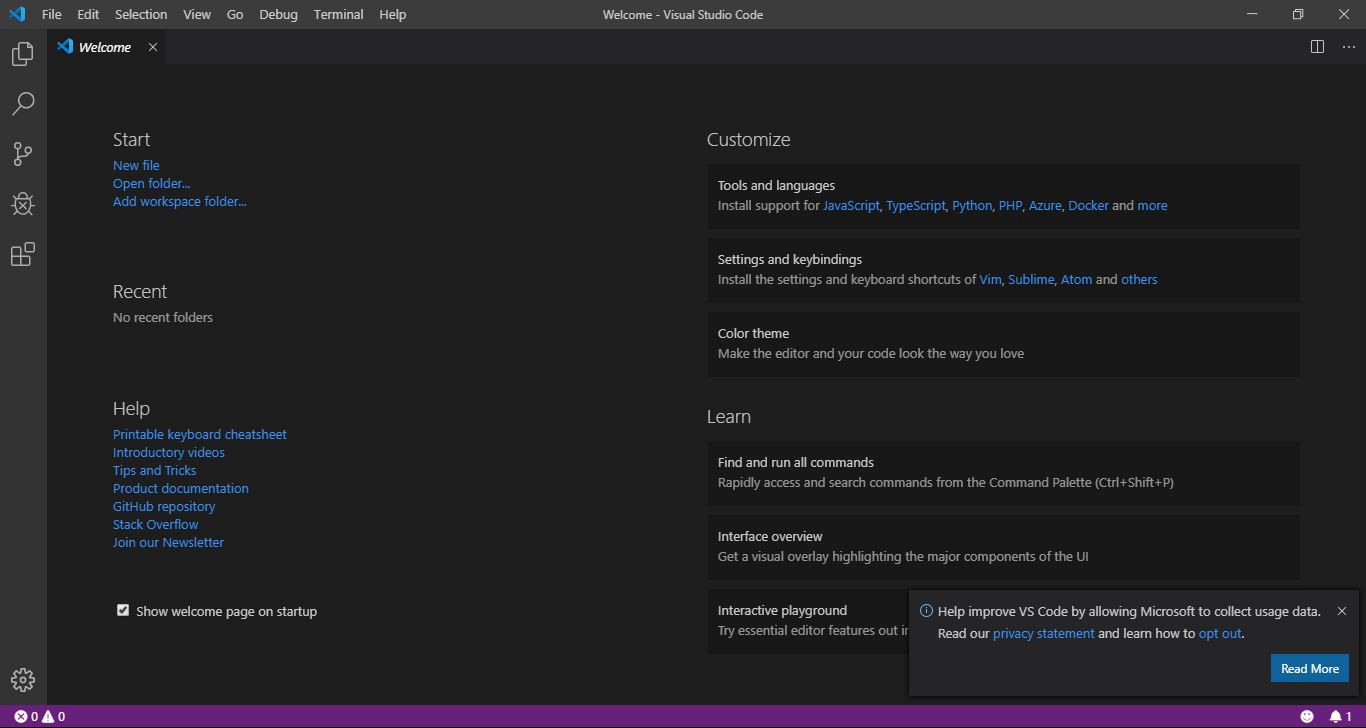 File Edit Selection View Go Debug Terminal Help
Welcome - Visual Studio Code
Welcome
Start
New file
Open folder...
Add workspace folder...
Recent
No recent folders
Help
Printable keyboard cheatsheet
Introductory videos
Tips and Tricks
Product documentation
GitHub repository
Stack Overflow
Join our Newsletter
Show welcome page on startup
Customize
Tools and languages
Install support for JavaScript, TypeScript, Python, PHP, Azure, Docker and more
Settings and keybindings
Install the settings and keyboard shortcuts of Vim, Sublime, Atom and others
Color theme
Make the editor and your code look the way you love
Learn
Find and run all commands
Rapidly access and search commands from the Command Palette (Ctrl+Shift+P)
Interface overview
Get a visual overlay highlighting the major components of the UI
Interactive playground
Try essential editor features out
Help improve VS Code by allowing Microsoft to collect usage data.
Read our privacy statement and learn how to opt out.
Read More
0 0
1